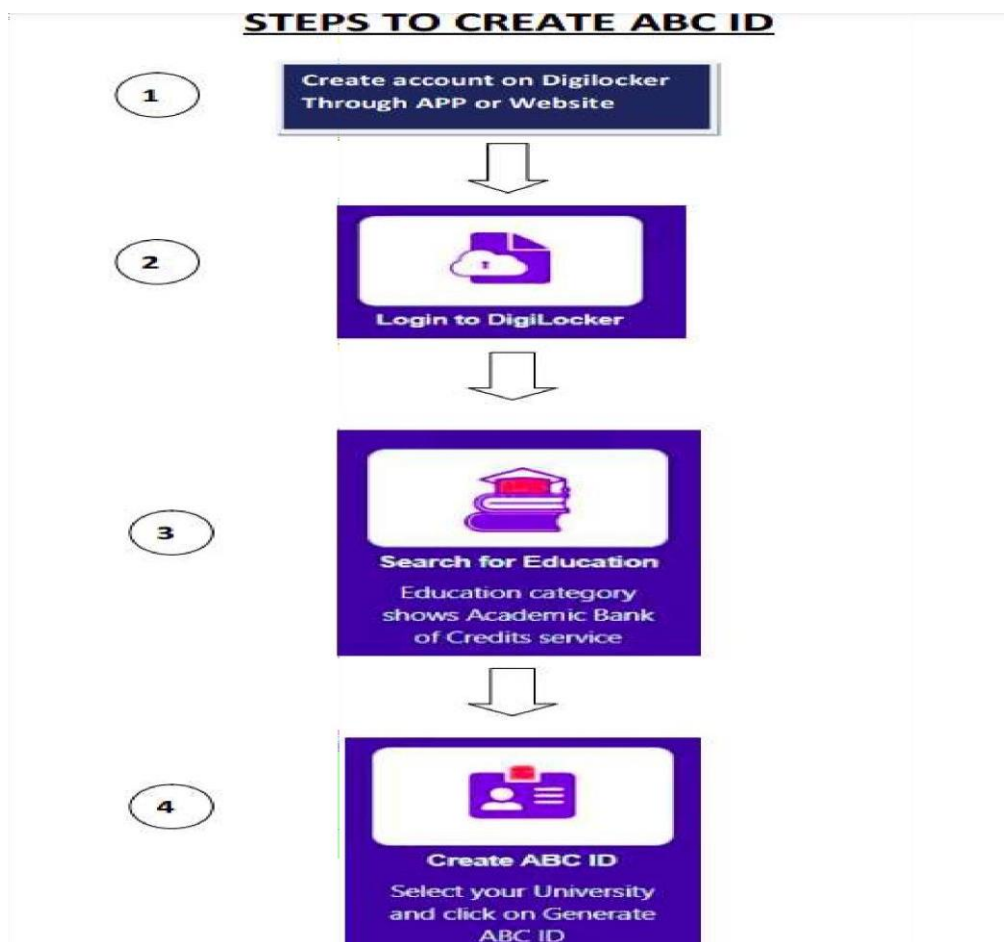 STEPS TO CREATE ABC ID
1
Create account on Digilocker
Through APP or Website
2
Login to DigiLocker
3
Search for Education
Education category
shows Academic Bank
of Credits service
4
Create ABC ID
Select your University
and click on Generate
ABC ID